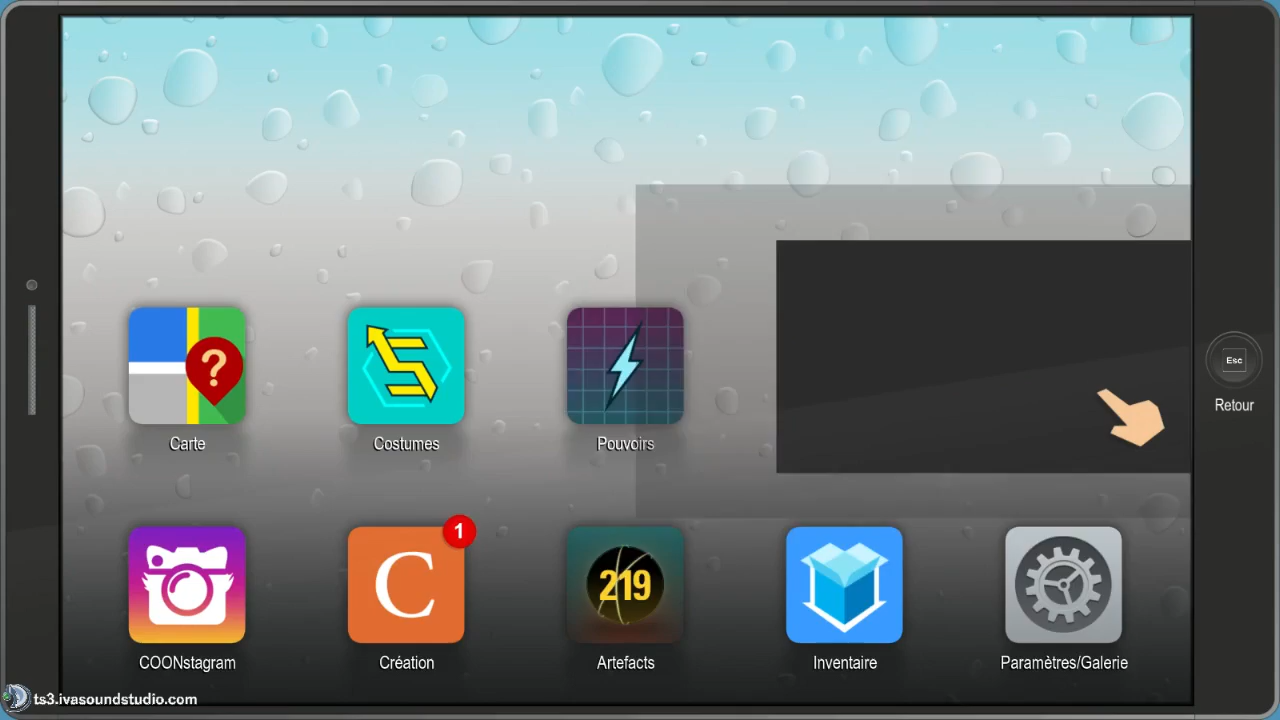 ?
Carte
Costumes
Pouvoirs
Esc
Retour
COONstagram
C
1
Création
219
Artefacts
Inventaire
Paramètres/Galerie
ts3.ivasoundstudio.com